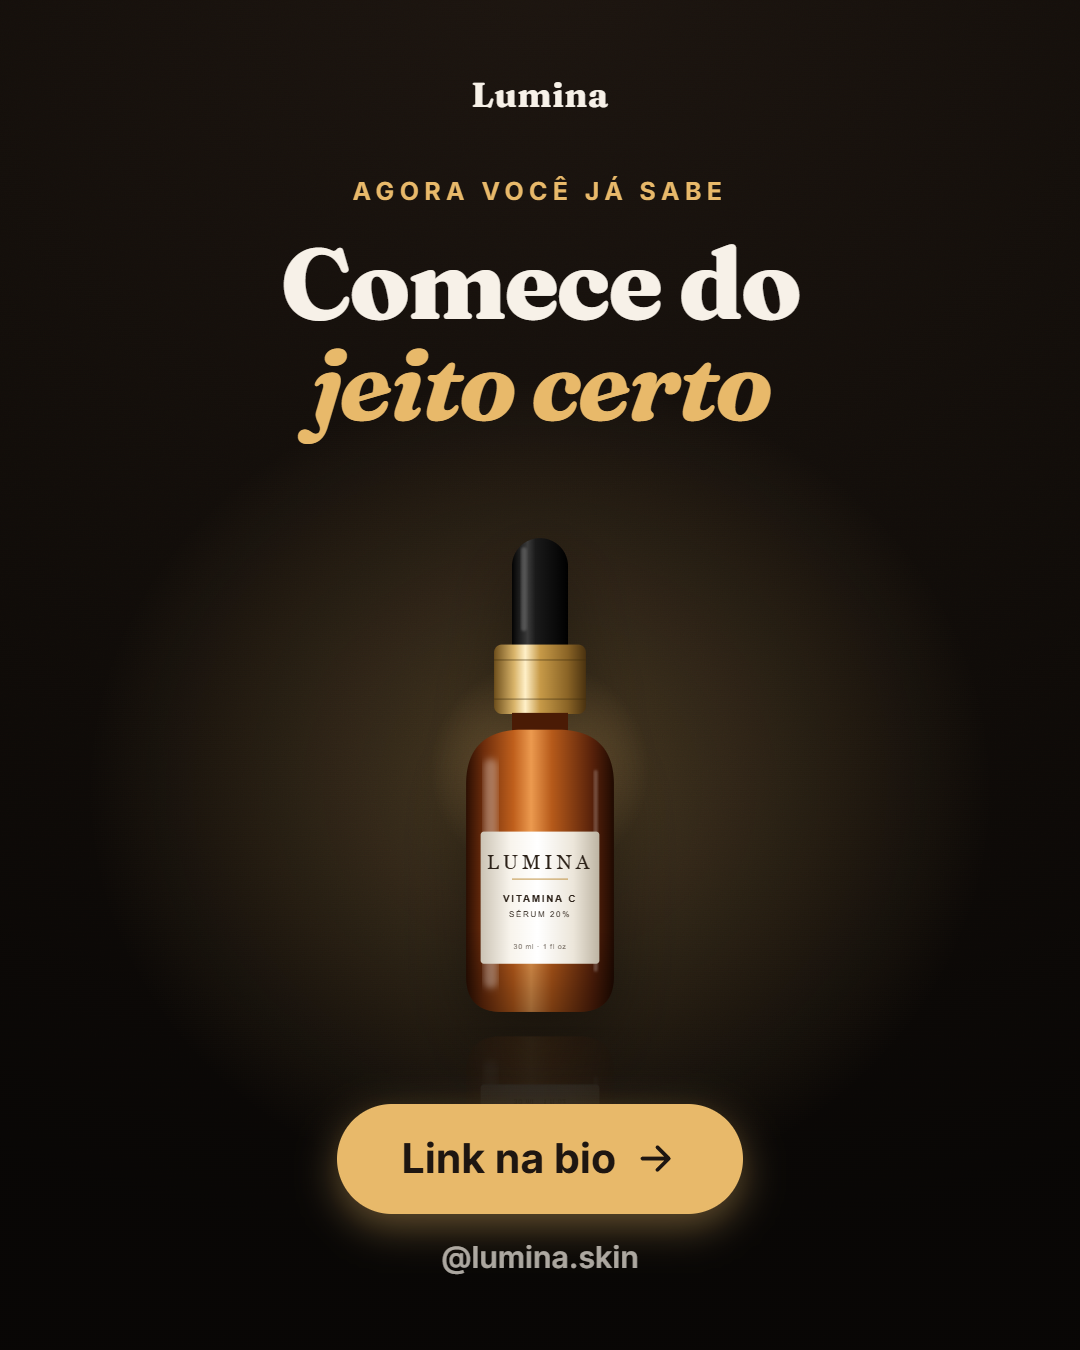 Lumina
AGORA VOCÊ JÁ SABE
Comece do
jeito certo
LUMINA
VITAMINA C
SÉRUM 20%
30 ml · 1 fl oz
Link na bio →
@lumina.skin